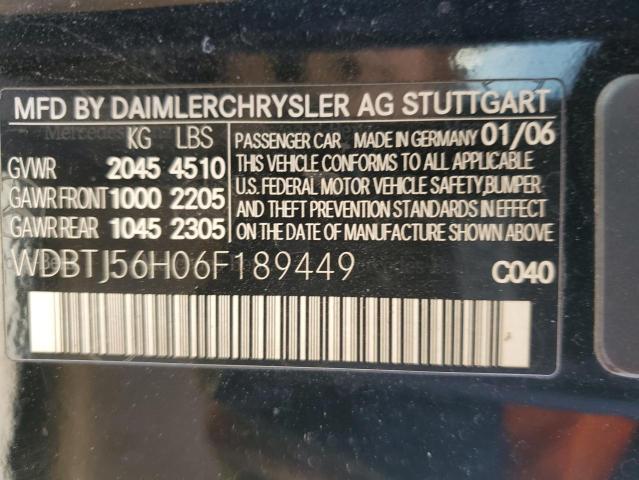 MFD BY DAIMLERCHRYSLER AG STUTTGART
KG LBS
GVWR 2045 4510
GAWR FRONT 1000 2205
GAWR REAR 1045 2305
PASSENGER CAR MADE IN GERMANY 01/06
THIS VEHICLE CONFORMS TO ALL APPLICABLE
U.S. FEDERAL MOTOR VEHICLE SAFETY,BUMPER
AND THEFT PREVENTION STANDARDS IN EFFECT
ON THE DATE OF MANUFACTURE SHOWN ABOVE
WDBTJ56H06F189449 C040